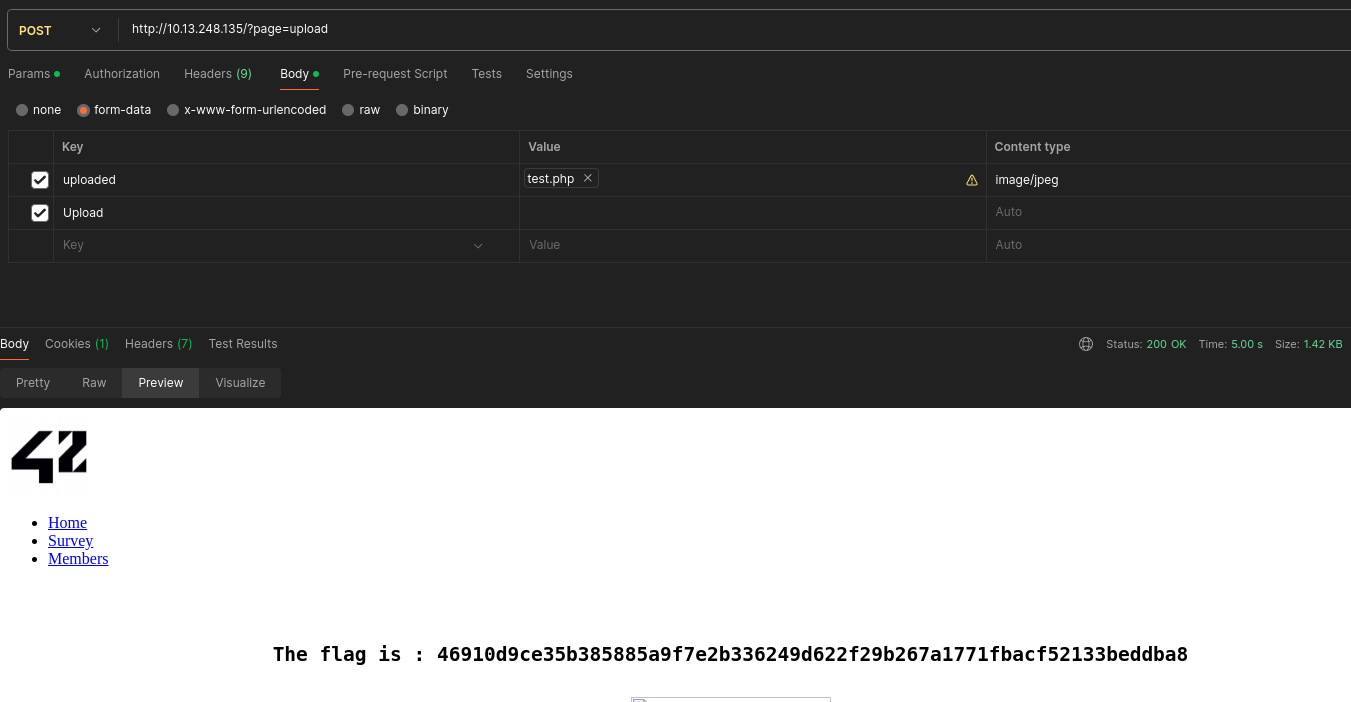 POST http://10.13.248.135/?page=upload
Params Authorization Headers (9) Body Pre-request Script Tests Settings
none form-data x-www-form-urlencoded raw binary
Key Value Content type
uploaded test.php image/jpeg
Upload Auto
Key Value Auto
Body Cookies (1) Headers (7) Test Results Status: 200 OK Time: 5.00 s Size: 1.42 KB
Pretty Raw Preview Visualize
42
Home
Survey
Members
The flag is : 46910d9ce35b385885a9f7e2b336249d622f29b267a1771fbacf52133beddba8